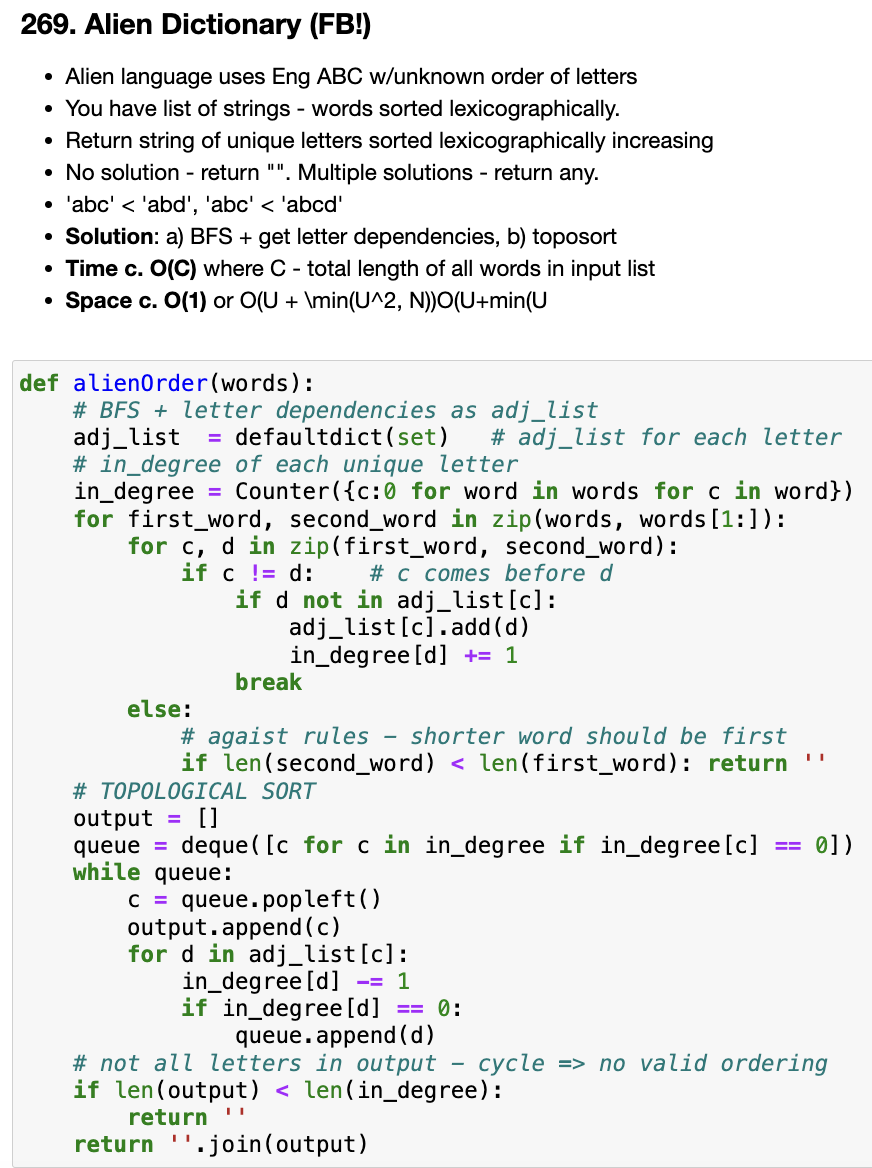 269. Alien Dictionary (FB!)
• Alien language uses Eng ABC w/unknown order of letters
• You have list of strings - words sorted lexicographically.
• Return string of unique letters sorted lexicographically increasing
• No solution - return "". Multiple solutions - return any.
• 'abc' < 'abd', 'abc' < 'abcd'
• Solution: a) BFS + get letter dependencies, b) toposort
• Time c. O(C) where C - total length of all words in input list
• Space c. O(1) or O(U + \min(U^2, N))O(U+min(U
def alienOrder(words):
    # BFS + letter dependencies as adj_list
    adj_list  = defaultdict(set)   # adj_list for each letter
    # in_degree of each unique letter
    in_degree = Counter({c:0 for word in words for c in word})
    for first_word, second_word in zip(words, words[1:]):
        for c, d in zip(first_word, second_word):
            if c != d:    # c comes before d
                if d not in adj_list[c]:
                    adj_list[c].add(d)
                    in_degree[d] += 1
                break
        else:
            # agaist rules – shorter word should be first
            if len(second_word) < len(first_word): return ''
    # TOPOLOGICAL SORT
    output = []
    queue = deque([c for c in in_degree if in_degree[c] == 0])
    while queue:
        c = queue.popleft()
        output.append(c)
        for d in adj_list[c]:
            in_degree[d] -= 1
            if in_degree[d] == 0:
                queue.append(d)
    # not all letters in output – cycle => no valid ordering
    if len(output) < len(in_degree):
        return ''
    return ''.join(output)